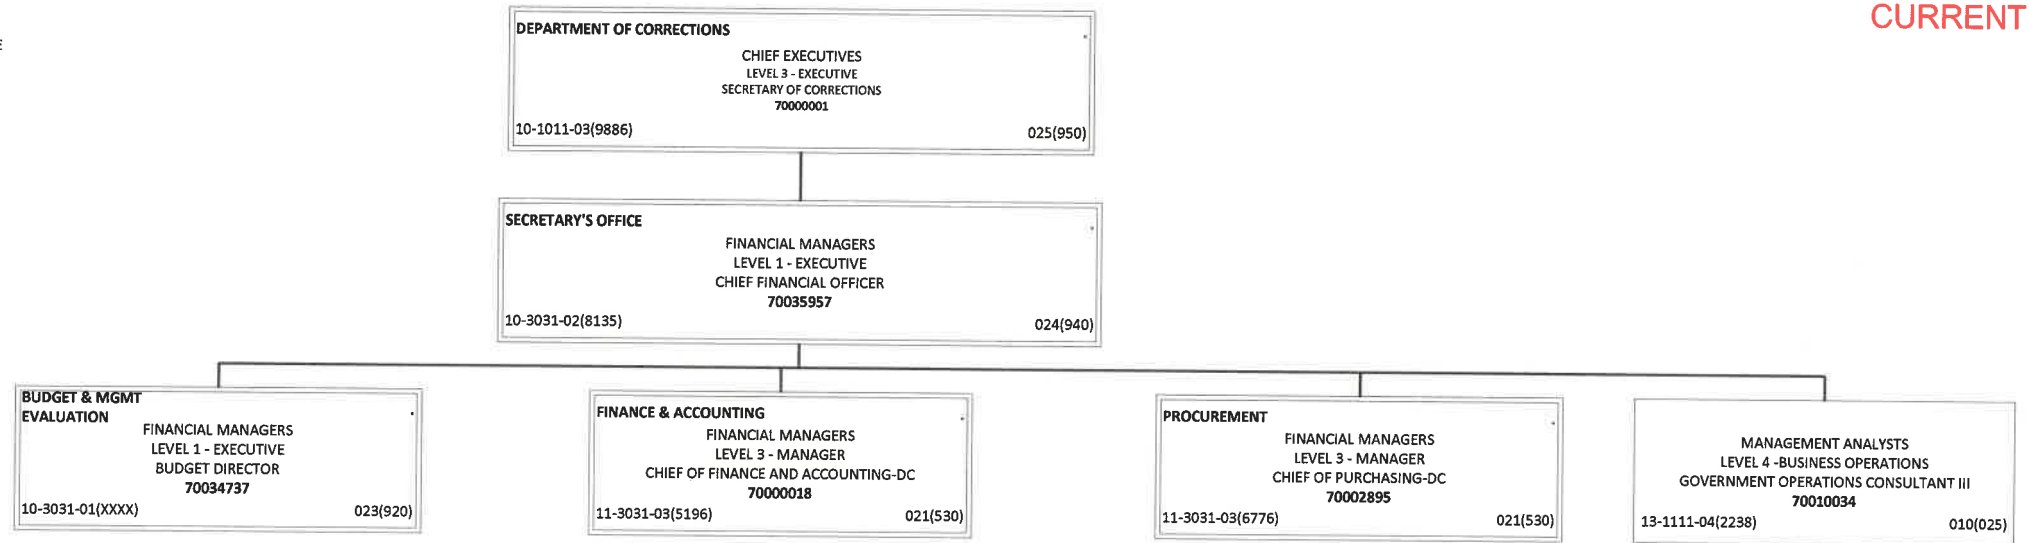 CURRENT
DEPARTMENT OF CORRECTIONS
CHIEF EXECUTIVES
LEVEL 3 - EXECUTIVE
SECRETARY OF CORRECTIONS
70000001
10-1011-03(9886) 025(950)
SECRETARY'S OFFICE
FINANCIAL MANAGERS
LEVEL 1 - EXECUTIVE
CHIEF FINANCIAL OFFICER
70035957
10-3031-02(8135) 024(940)
BUDGET & MGMT
EVALUATION
FINANCIAL MANAGERS
LEVEL 1 - EXECUTIVE
BUDGET DIRECTOR
70034737
10-3031-01(XXXX) 023(920)
FINANCE & ACCOUNTING
FINANCIAL MANAGERS
LEVEL 3 - MANAGER
CHIEF OF FINANCE AND ACCOUNTING-DC
70000018
11-3031-03(5196) 021(530)
PROCUREMENT
FINANCIAL MANAGERS
LEVEL 3 - MANAGER
CHIEF OF PURCHASING-DC
70002895
11-3031-03(6776) 021(530)
MANAGEMENT ANALYSTS
LEVEL 4 -BUSINESS OPERATIONS
GOVERNMENT OPERATIONS CONSULTANT III
70010034
13-1111-04(2238) 010(025)